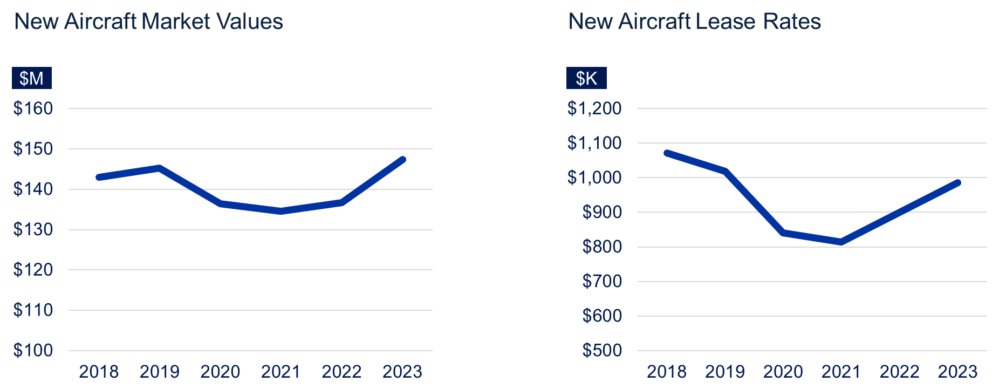 New Aircraft Market Values
$M
$160
$150
$140
$130
$120
$110
$100
2018 2019 2020 2021 2022 2023
New Aircraft Lease Rates
$K
$1,200
$1,100
$1,000
$900
$800
$700
$600
$500
2018 2019 2020 2021 2022 2023